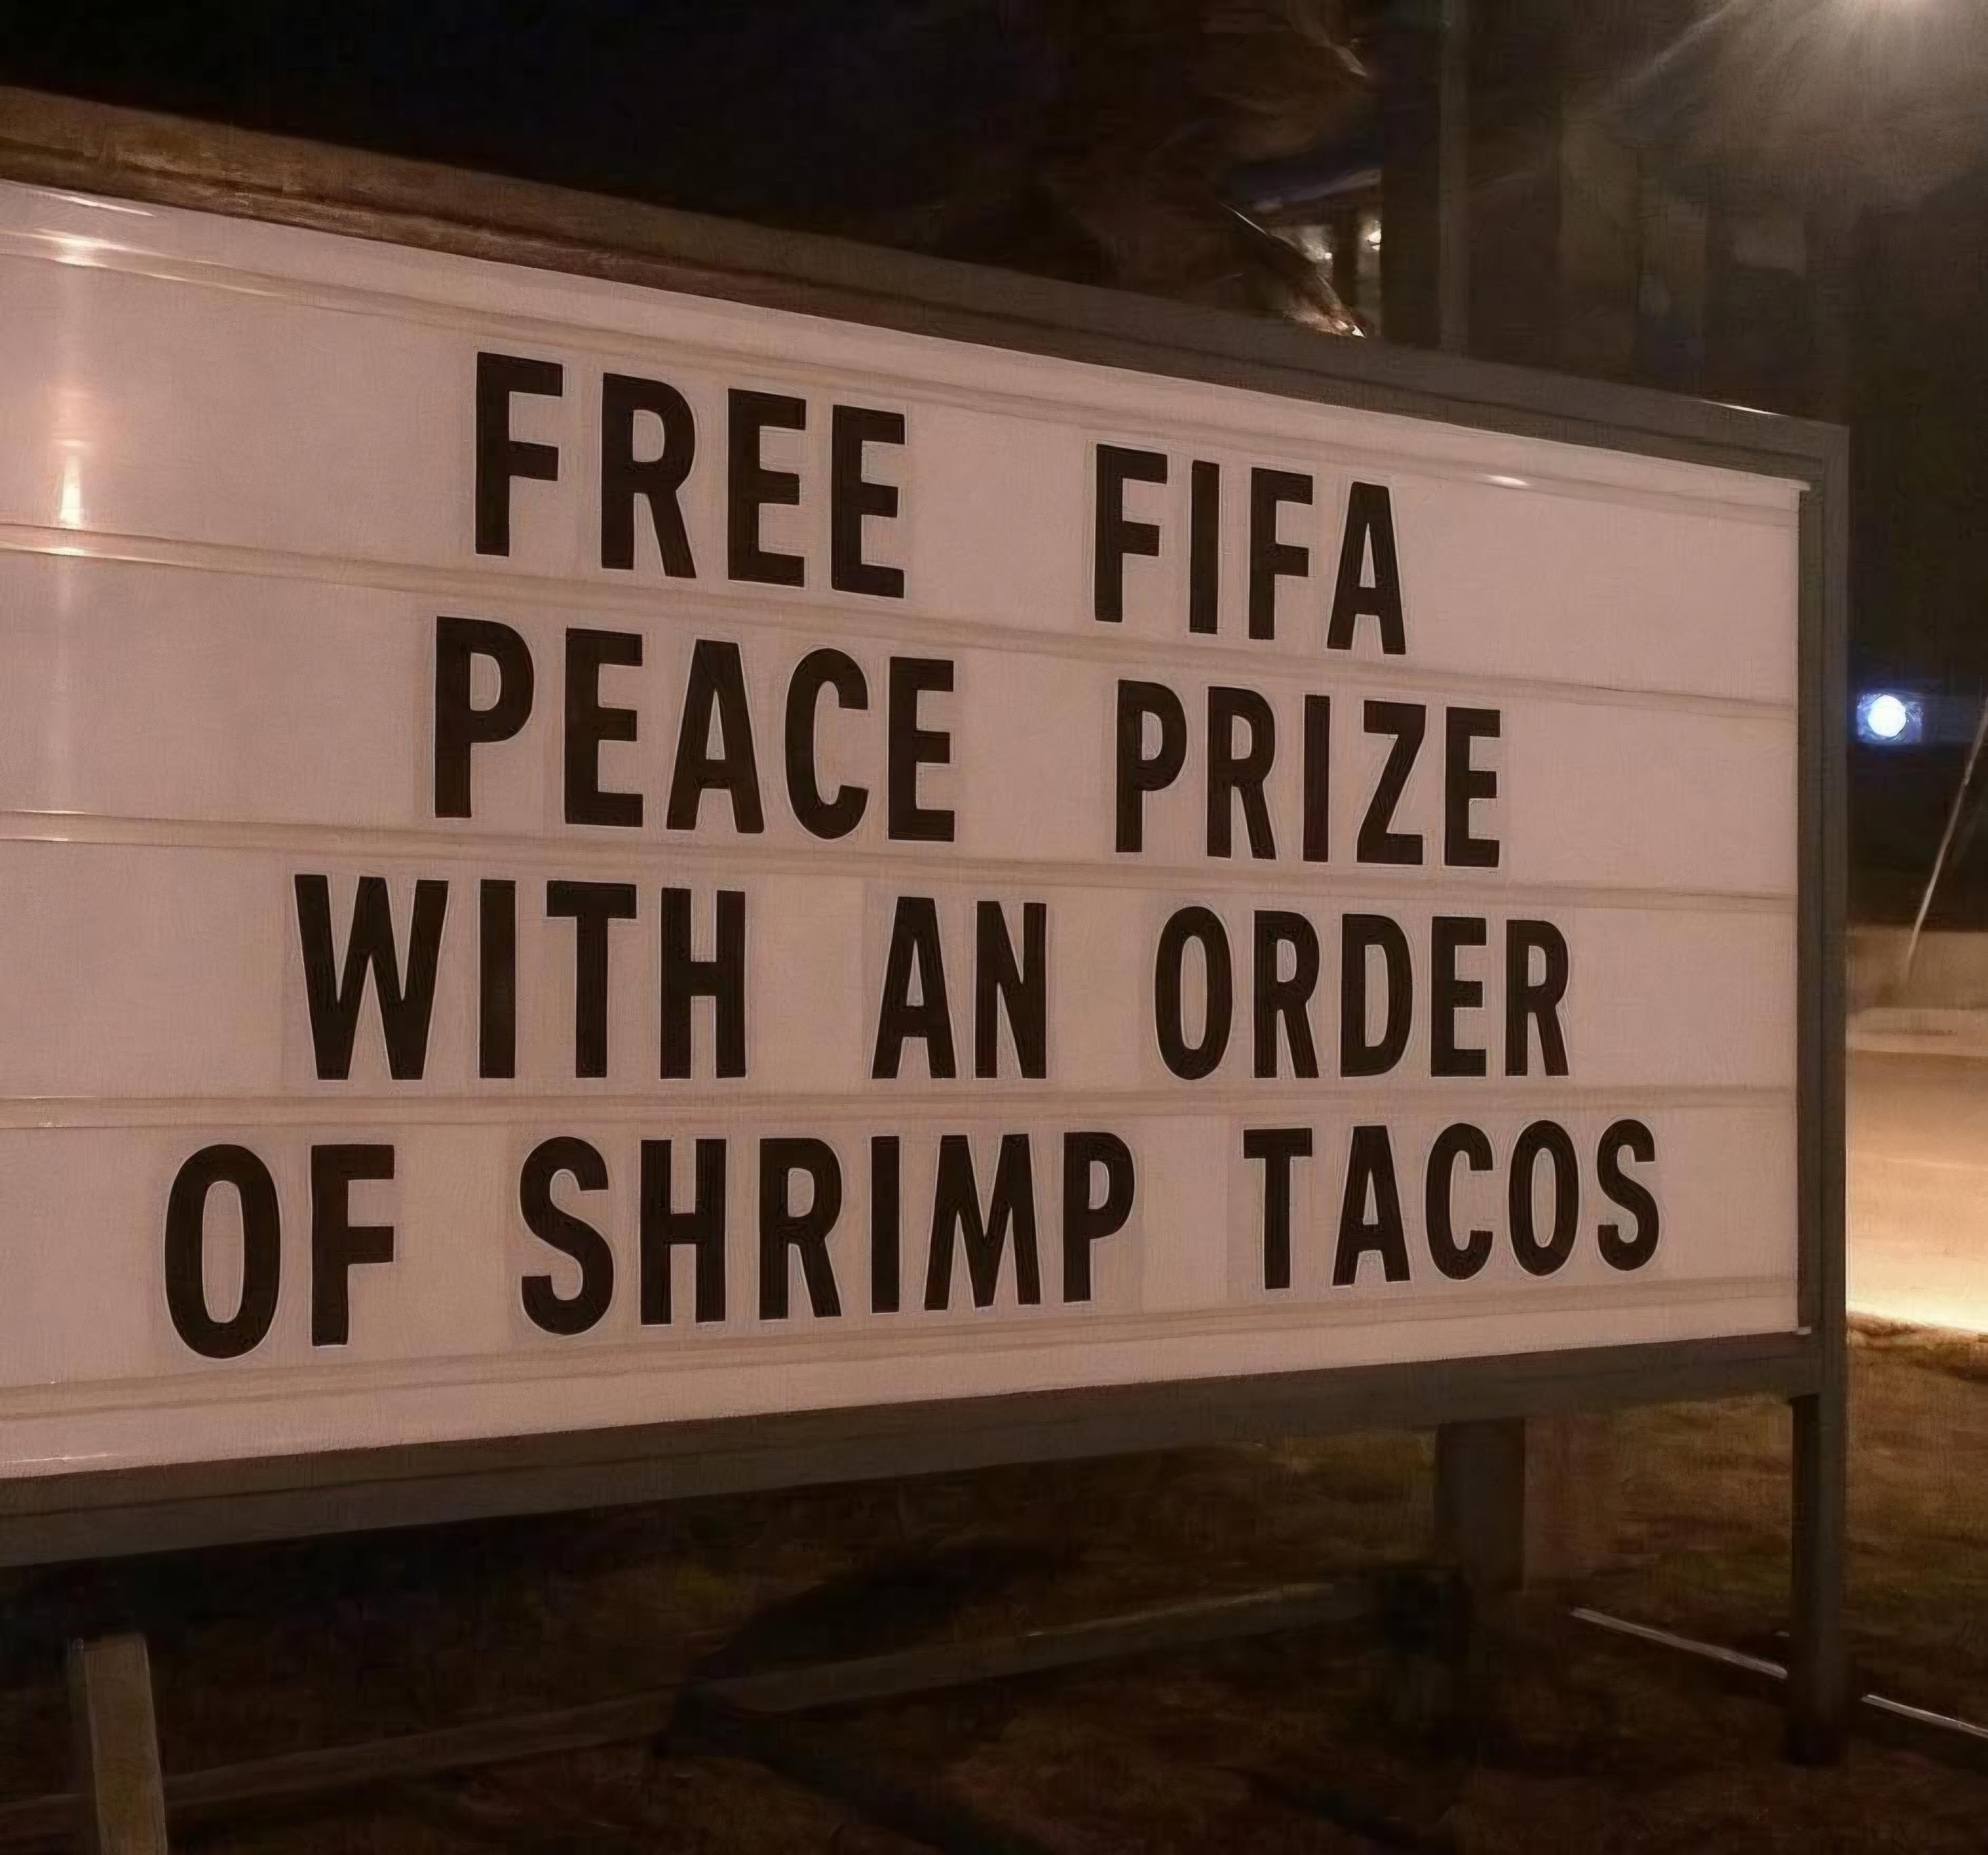 FREE FIFA
PEACE PRIZE
WITH AN ORDER
OF SHRIMP TACOS